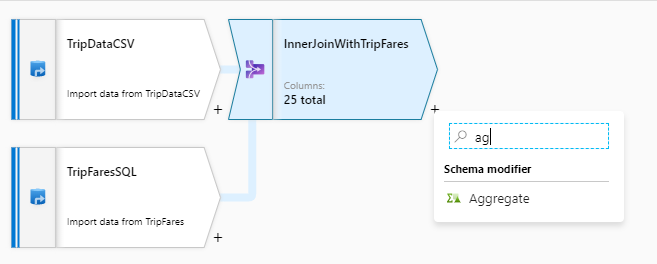 TripDataCSV
Import data from TripDataCSV
+
InnerJoinWithTripFares
Columns:
25 total
+
ag
Schema modifier
Aggregate
TripFaresSQL
Import data from TripFares
+